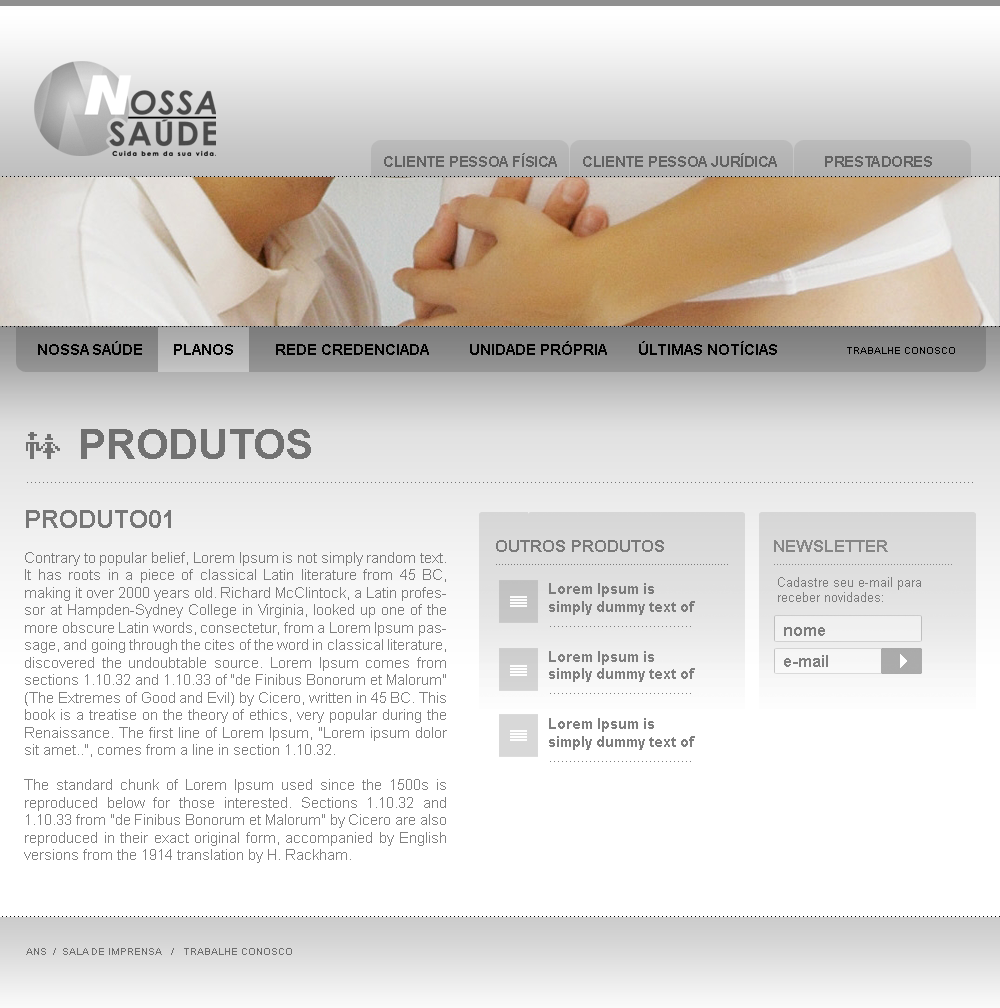 NOSSA
SAÚDE
Cuida bem da sua vida.
CLIENTE PESSOA FÍSICA
CLIENTE PESSOA JURÍDICA
PRESTADORES
NOSSA SAÚDE
PLANOS
REDE CREDENCIADA
UNIDADE PRÓPRIA
ÚLTIMAS NOTÍCIAS
TRABALHE CONOSCO
PRODUTOS
PRODUTO01
Contrary to popular belief, Lorem Ipsum is not simply random text.
It has roots in a piece of classical Latin literature from 45 BC,
making it over 2000 years old. Richard McClintock, a Latin profes-
sor at Hampden-Sydney College in Virginia, looked up one of the
more obscure Latin words, consectetur, from a Lorem Ipsum pas-
sage, and going through the cites of the word in classical literature,
discovered the undoubtable source. Lorem Ipsum comes from
sections 1.10.32 and 1.10.33 of "de Finibus Bonorum et Malorum"
(The Extremes of Good and Evil) by Cicero, written in 45 BC. This
book is a treatise on the theory of ethics, very popular during the
Renaissance. The first line of Lorem Ipsum, "Lorem ipsum dolor
sit amet..", comes from a line in section 1.10.32.
The standard chunk of Lorem Ipsum used since the 1500s is
reproduced below for those interested. Sections 1.10.32 and
1.10.33 from "de Finibus Bonorum et Malorum" by Cicero are also
reproduced in their exact original form, accompanied by English
versions from the 1914 translation by H. Rackham.
OUTROS PRODUTOS
Lorem Ipsum is
simply dummy text of
Lorem Ipsum is
simply dummy text of
Lorem Ipsum is
simply dummy text of
NEWSLETTER
Cadastre seu e-mail para
receber novidades:
nome
e-mail
ANS / SALA DE IMPRENSA / TRABALHE CONOSCO